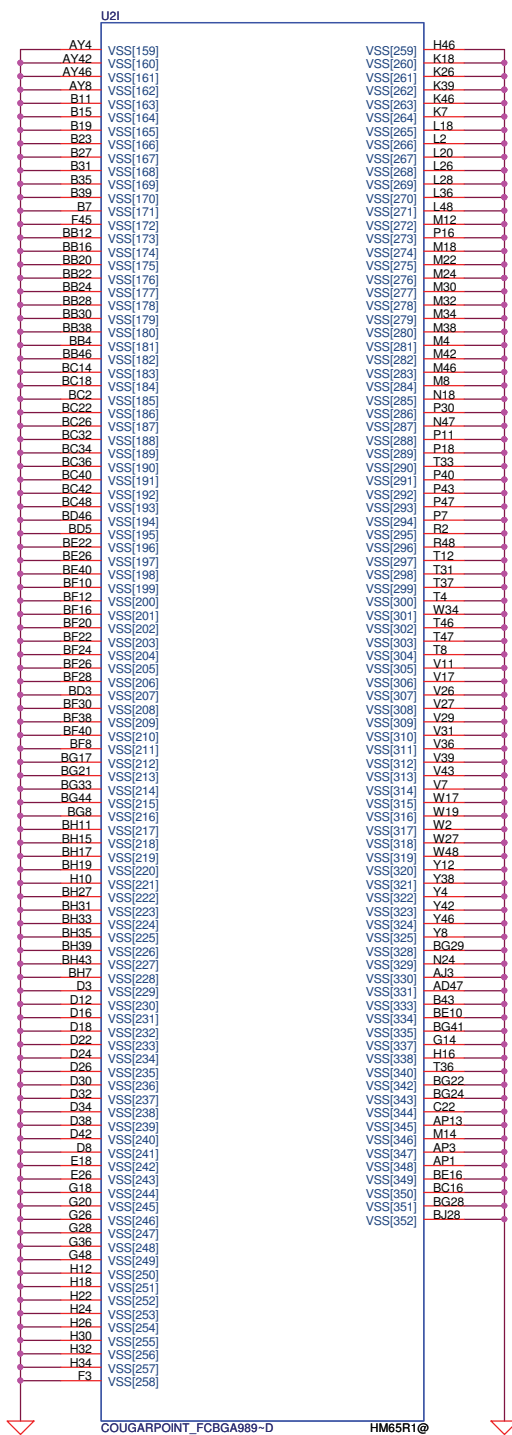 U2I
AY4 VSS[159] VSS[259] H46
AY42 VSS[160] VSS[260] K18
AY46 VSS[161] VSS[261] K26
AY8 VSS[162] VSS[262] K39
B11 VSS[163] VSS[263] K46
B15 VSS[164] VSS[264] K7
B19 VSS[165] VSS[265] L18
B23 VSS[166] VSS[266] L2
B27 VSS[167] VSS[267] L20
B31 VSS[168] VSS[268] L26
B35 VSS[169] VSS[269] L28
B39 VSS[170] VSS[270] L36
B7 VSS[171] VSS[271] L48
F45 VSS[172] VSS[272] M12
BB12 VSS[173] VSS[273] P16
BB16 VSS[174] VSS[274] M18
BB20 VSS[175] VSS[275] M22
BB22 VSS[176] VSS[276] M24
BB24 VSS[177] VSS[277] M30
BB28 VSS[178] VSS[278] M32
BB30 VSS[179] VSS[279] M34
BB38 VSS[180] VSS[280] M38
BB4 VSS[181] VSS[281] M4
BB46 VSS[182] VSS[282] M42
BC14 VSS[183] VSS[283] M46
BC18 VSS[184] VSS[284] M8
BC2 VSS[185] VSS[285] N18
BC22 VSS[186] VSS[286] P30
BC26 VSS[187] VSS[287] N47
BC32 VSS[188] VSS[288] P11
BC34 VSS[189] VSS[289] P18
BC36 VSS[190] VSS[290] T33
BC40 VSS[191] VSS[291] P40
BC42 VSS[192] VSS[292] P43
BC48 VSS[193] VSS[293] P47
BD46 VSS[194] VSS[294] P7
BD5 VSS[195] VSS[295] R2
BE22 VSS[196] VSS[296] R48
BE26 VSS[197] VSS[297] T12
BE40 VSS[198] VSS[298] T31
BF10 VSS[199] VSS[299] T37
BF12 VSS[200] VSS[300] T4
BF16 VSS[201] VSS[301] W34
BF20 VSS[202] VSS[302] T46
BF22 VSS[203] VSS[303] T47
BF24 VSS[204] VSS[304] T8
BF26 VSS[205] VSS[305] V11
BF28 VSS[206] VSS[306] V17
BD3 VSS[207] VSS[307] V26
BF30 VSS[208] VSS[308] V27
BF38 VSS[209] VSS[309] V29
BF40 VSS[210] VSS[310] V31
BF8 VSS[211] VSS[311] V36
BG17 VSS[212] VSS[312] V39
BG21 VSS[213] VSS[313] V43
BG33 VSS[214] VSS[314] V7
BG44 VSS[215] VSS[315] W17
BG8 VSS[216] VSS[316] W19
BH11 VSS[217] VSS[317] W2
BH15 VSS[218] VSS[318] W27
BH17 VSS[219] VSS[319] W48
BH19 VSS[220] VSS[320] Y12
H10 VSS[221] VSS[321] Y38
BH27 VSS[222] VSS[322] Y4
BH31 VSS[223] VSS[323] Y42
BH33 VSS[224] VSS[324] Y46
BH35 VSS[225] VSS[325] Y8
BH39 VSS[226] VSS[328] BG29
BH43 VSS[227] VSS[329] N24
BH7 VSS[228] VSS[330] AJ3
D3 VSS[229] VSS[331] AD47
D12 VSS[230] VSS[333] B43
D16 VSS[231] VSS[334] BE10
D18 VSS[232] VSS[335] BG41
D22 VSS[233] VSS[337] G14
D24 VSS[234] VSS[338] H16
D26 VSS[235] VSS[340] T36
D30 VSS[236] VSS[342] BG22
D32 VSS[237] VSS[343] BG24
D34 VSS[238] VSS[344] C22
D38 VSS[239] VSS[345] AP13
D42 VSS[240] VSS[346] M14
D8 VSS[241] VSS[347] AP3
E18 VSS[242] VSS[348] AP1
E26 VSS[243] VSS[349] BE16
G18 VSS[244] VSS[350] BC16
G20 VSS[245] VSS[351] BG28
G26 VSS[246] VSS[352] BJ28
G28 VSS[247]
G36 VSS[248]
G48 VSS[249]
H12 VSS[250]
H18 VSS[251]
H22 VSS[252]
H24 VSS[253]
H26 VSS[254]
H30 VSS[255]
H32 VSS[256]
H34 VSS[257]
F3 VSS[258]
COUGARPOINT_FCBGA989~D HM65R1@